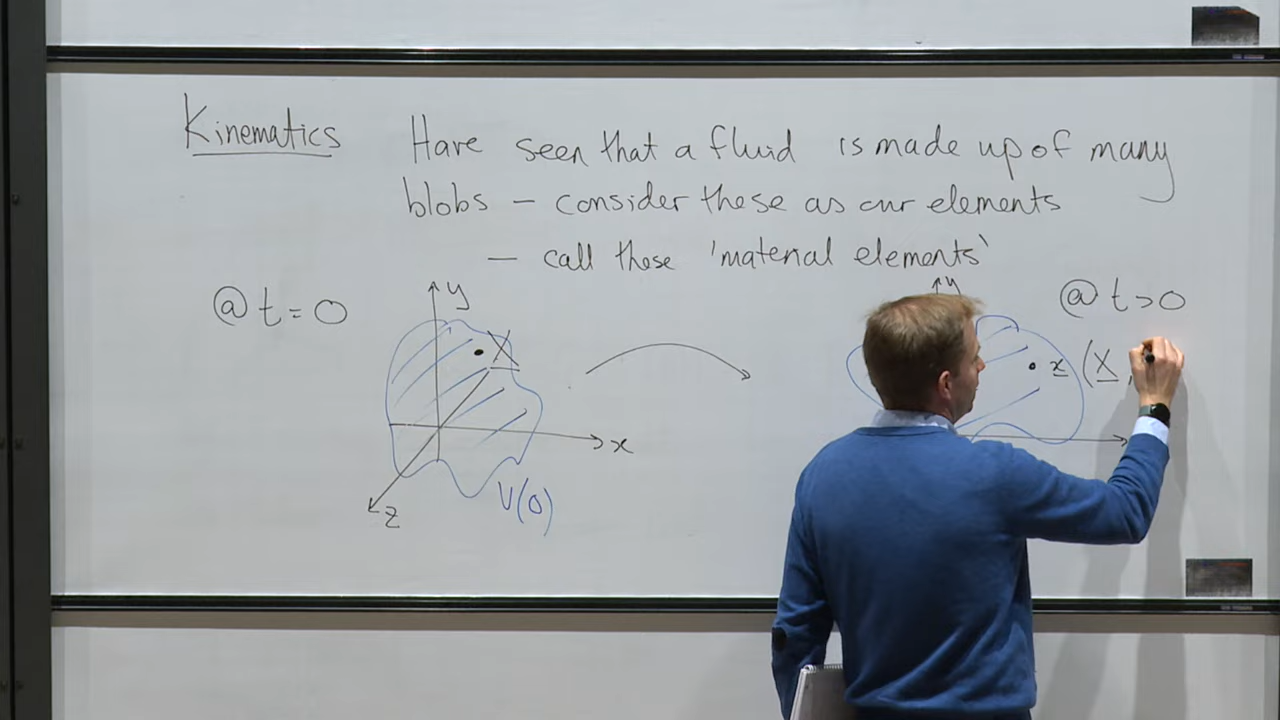 Kinematics Have seen that a fluid is made up of many
blobs – consider these as our elements
– call these 'material elements'
@ t = 0
y
X
x
z
V(0)
y
@ t > 0
x (X ,